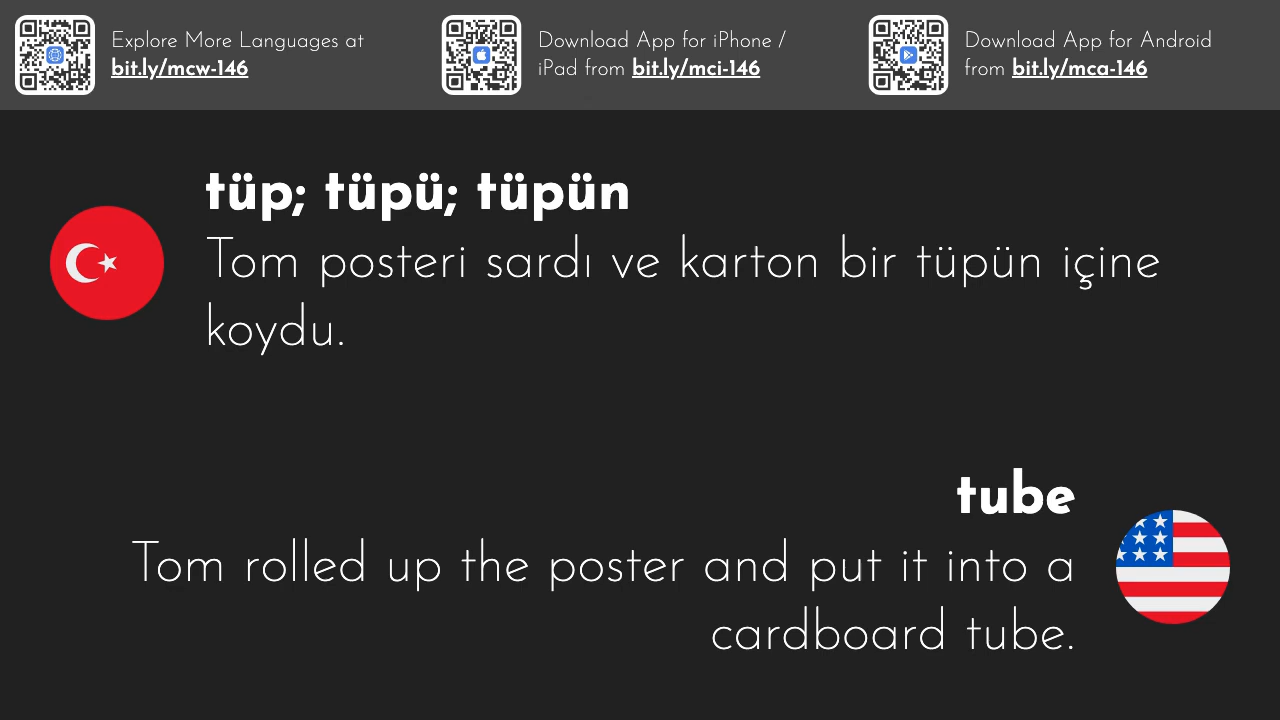 Explore More Languages at
bit.ly/mcw-146
Download App for iPhone /
iPad from bit.ly/mci-146
Download App for Android
from bit.ly/mca-146
tüp; tüpü; tüpün
Tom posteri sardı ve karton bir tüpün içine
koydu.
tube
Tom rolled up the poster and put it into a
cardboard tube.